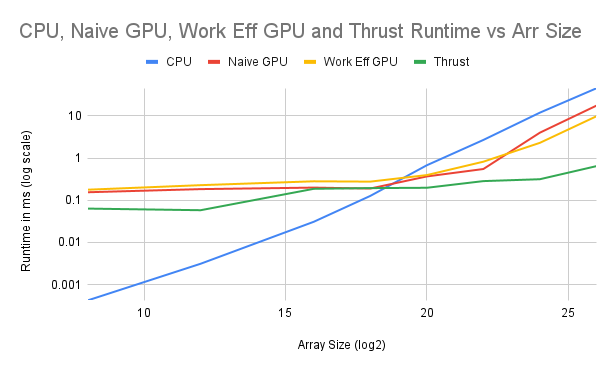 CPU, Naive GPU, Work Eff GPU and Thrust Runtime vs Arr Size
CPU Naive GPU Work Eff GPU Thrust
Runtime in ms (log scale)
10
1
0.1
0.01
0.001
10 15 20 25
Array Size (log2)